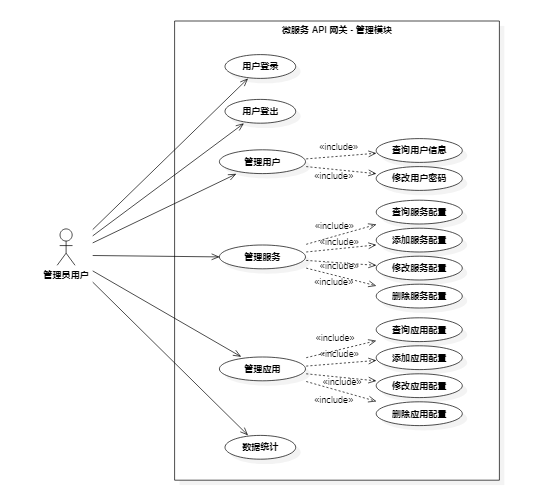 微服务 API 网关 - 管理模块
用户登录
用户登出
管理用户
«include»
查询用户信息
«include»
修改用户密码
管理员用户
管理服务
«include»
查询服务配置
«include»
添加服务配置
«include»
修改服务配置
«include»
删除服务配置
管理应用
«include»
查询应用配置
«include»
添加应用配置
«include»
修改应用配置
«include»
删除应用配置
数据统计